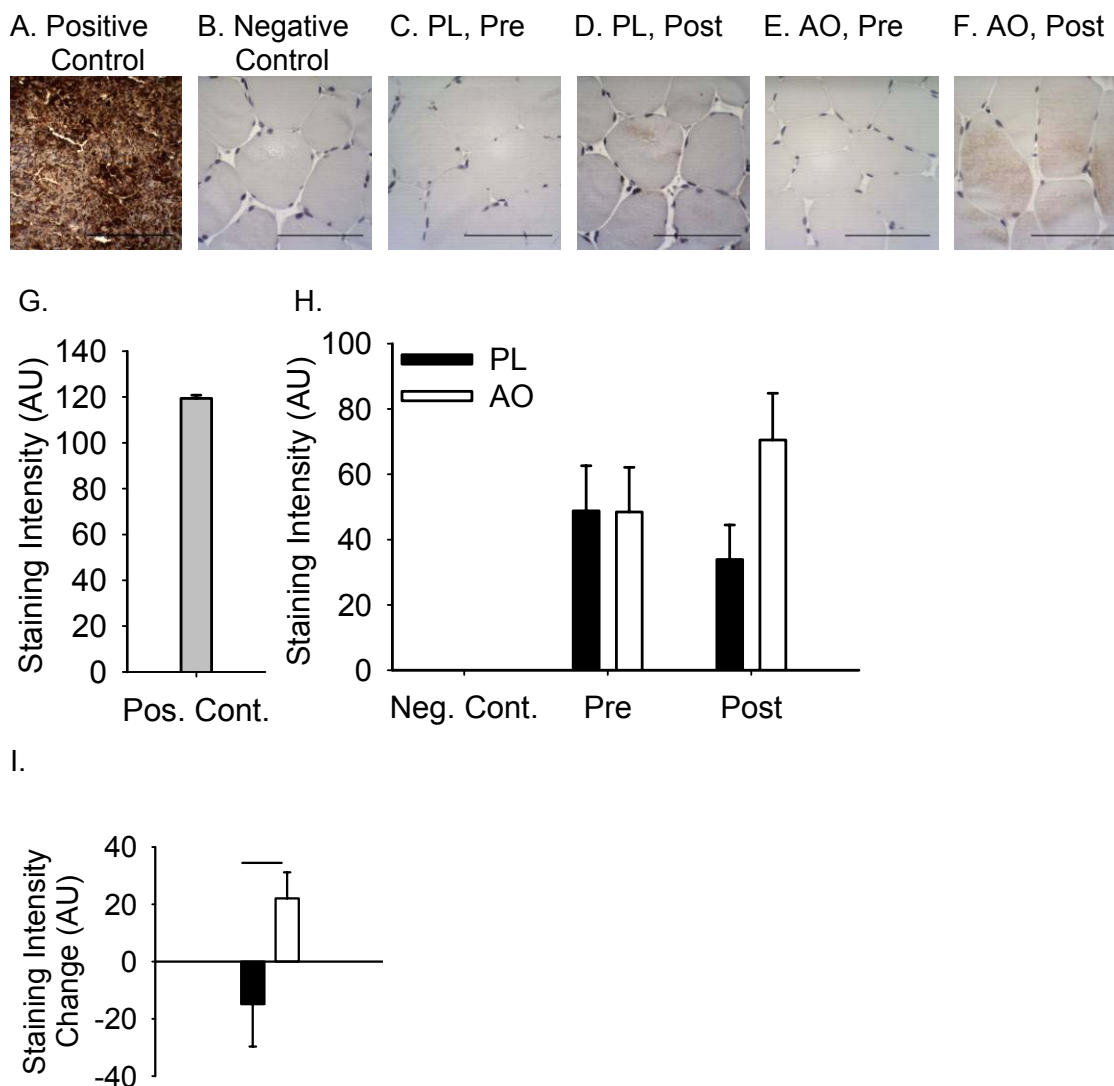 A. Positive
Control
B. Negative
Control
C. PL, Pre
D. PL, Post
E. AO, Pre
F. AO, Post
G.
Staining Intensity (AU)
140
120
100
80
60
40
20
0
Pos. Cont.
H.
Staining Intensity (AU)
100
80
60
40
20
0
PL
AO
Neg. Cont.
Pre
Post
I.
Staining Intensity
Change (AU)
40
20
0
-20
-40